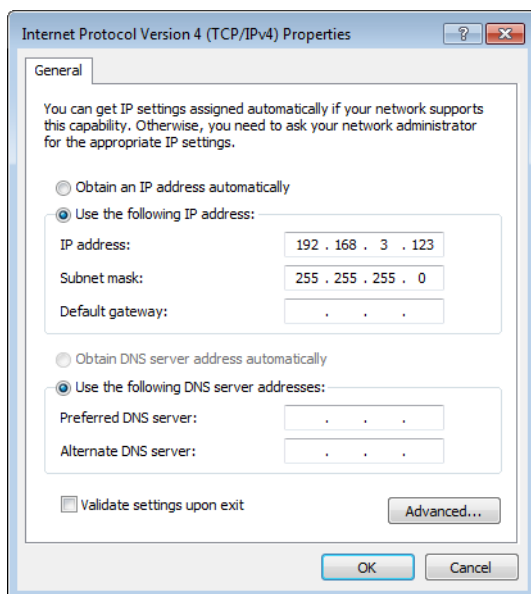 Internet Protocol Version 4 (TCP/IPv4) Properties
General
You can get IP settings assigned automatically if your network supports
this capability. Otherwise, you need to ask your network administrator
for the appropriate IP settings.
Obtain an IP address automatically
Use the following IP address:
IP address: 192 . 168 . 3 . 123
Subnet mask: 255 . 255 . 255 . 0
Default gateway: . . .
Obtain DNS server address automatically
Use the following DNS server addresses:
Preferred DNS server: . . .
Alternate DNS server: . . .
Validate settings upon exit
Advanced...
OK Cancel